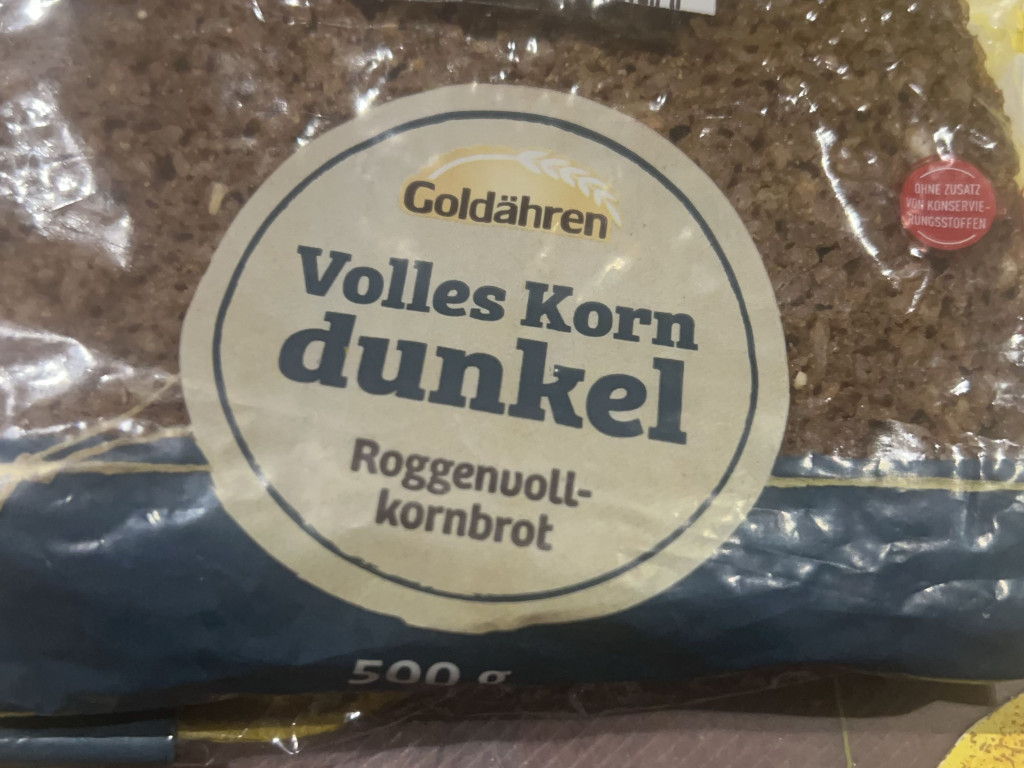 Goldähren
Volles Korn
dunkel
Roggenvoll-
kornbrot
500 g
OHNE ZUSATZ
VON KONSERVIE-
RUNGSSTOFFEN